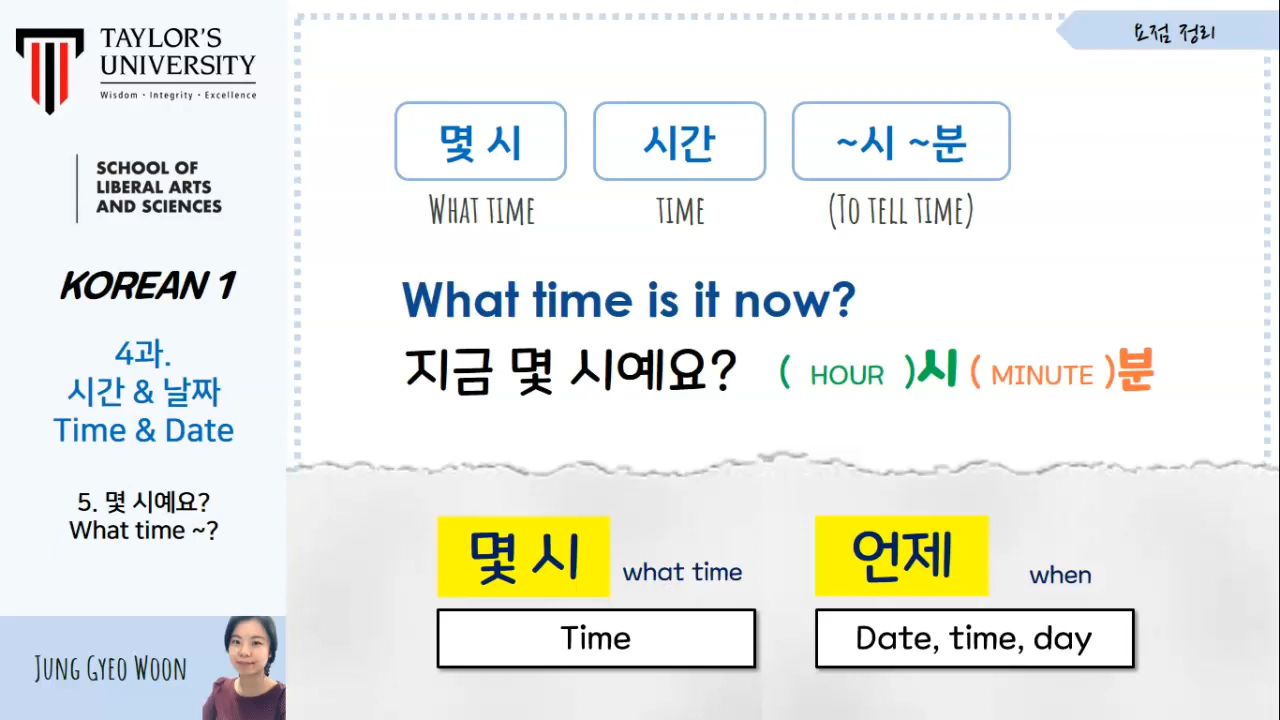 TAYLOR'S
UNIVERSITY
Wisdom · Integrity · Excellence
SCHOOL OF
LIBERAL ARTS
AND SCIENCES
KOREAN 1
4과.
시간 & 날짜
Time & Date
5. 몇 시예요?
What time ~?
JUNG GYEO WOON
요점 정리
몇 시 시간 ~시 ~분
WHAT TIME TIME (TO TELL TIME)
What time is it now?
지금 몇 시예요? ( HOUR )시 ( MINUTE )분
몇 시 what time 언제 when
Time Date, time, day